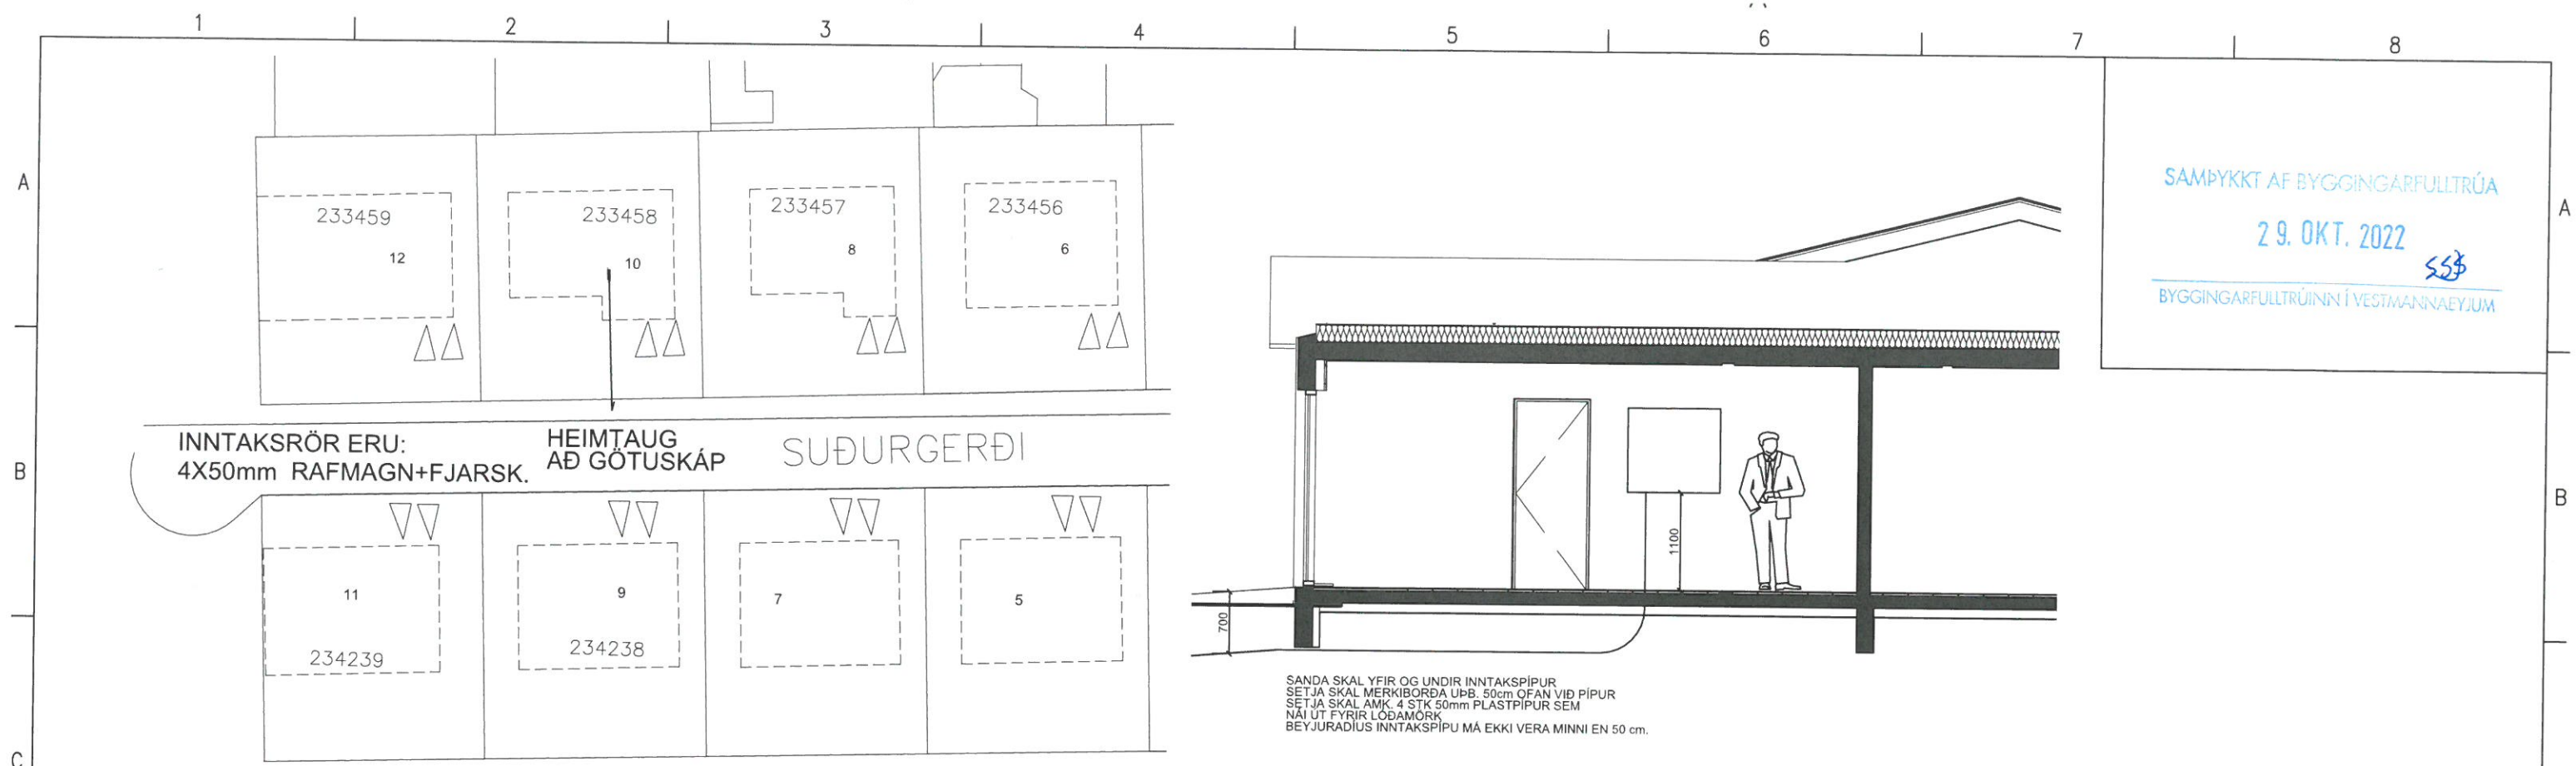 1 2 3 4 5 6 7 8
A
A
B
B
C
233459
12
233458
10
233457
8
233456
6
INNTAKSRÖR ERU:
4X50mm RAFMAGN+FJARSK.
HEIMTAUG
AÐ GÖTUSKÁP
SUÐURGERÐI
11
234239
9
234238
7
5
1100
700
SANDA SKAL YFIR OG UNDIR INNTAKSPÍPUR
SETJA SKAL MERKIBORÐA UÞB. 50cm OFAN VIÐ PÍPUR
SETJA SKAL AMK. 4 STK 50mm PLASTPÍPUR SEM
NÁI ÚT FYRIR LÓÐAMÖRK
BEYJURADÍUS INNTAKSPÍPU MÁ EKKI VERA MINNI EN 50 cm.
SAMÞYKKT AF BYGGINGARFULLTRÚA
29. OKT. 2022
BYGGINGARFULLTRÚINN Í VESTMANNAEYJUM